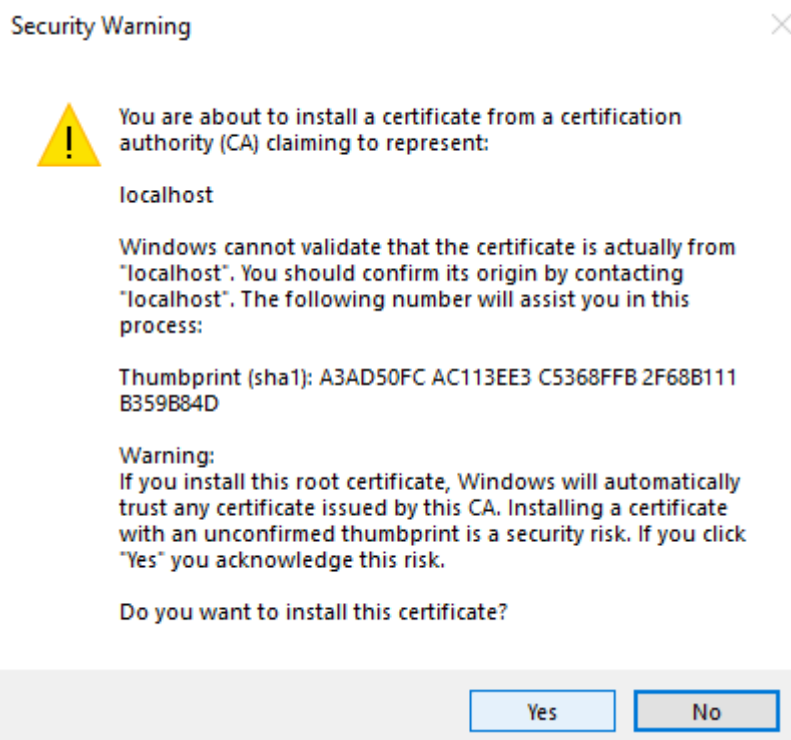 Security Warning
You are about to install a certificate from a certification
authority (CA) claiming to represent:
localhost
Windows cannot validate that the certificate is actually from
"localhost". You should confirm its origin by contacting
"localhost". The following number will assist you in this
process:
Thumbprint (sha1): A3AD50FC AC113EE3 C5368FFB 2F68B111
B359B84D
Warning:
If you install this root certificate, Windows will automatically
trust any certificate issued by this CA. Installing a certificate
with an unconfirmed thumbprint is a security risk. If you click
"Yes" you acknowledge this risk.
Do you want to install this certificate?
Yes No